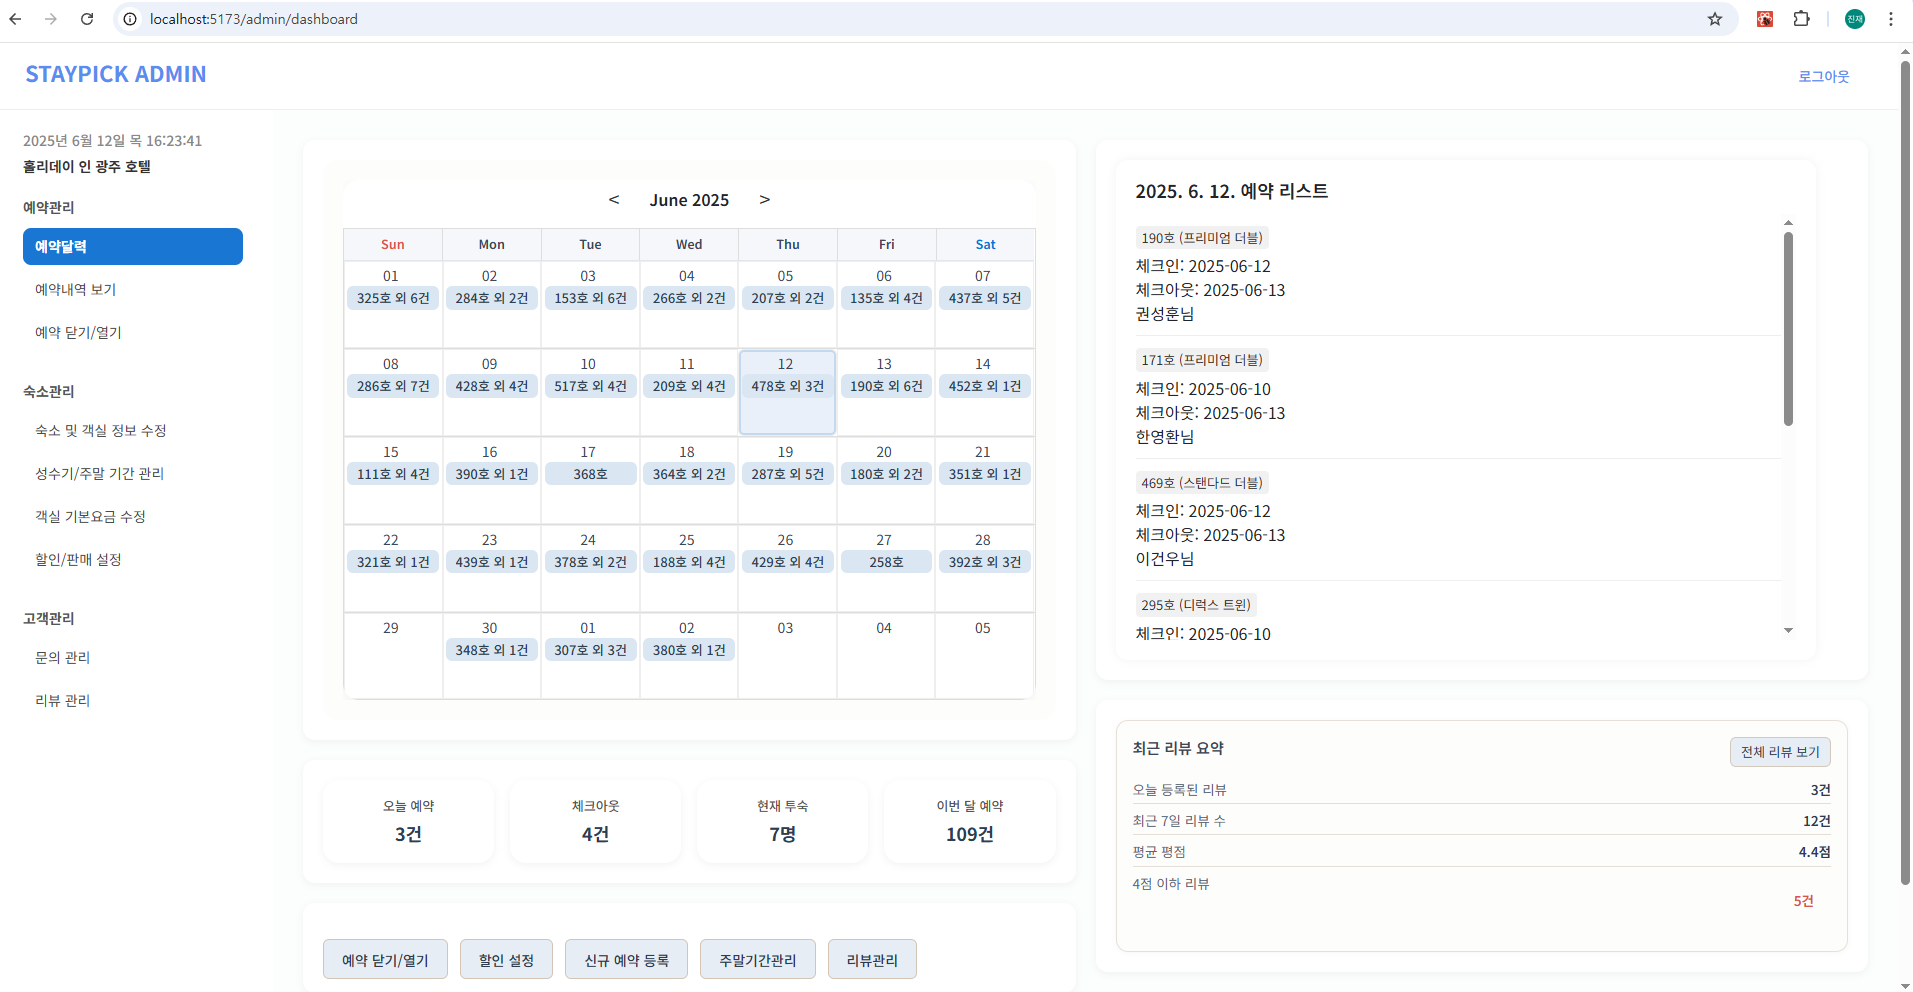 localhost:5173/admin/dashboard
진재
STAYPICK ADMIN
로그아웃
2025년 6월 12일 목 16:23:41
홀리데이 인 광주 호텔
예약관리
예약달력
예약내역 보기
예약 닫기/열기
숙소관리
숙소 및 객실 정보 수정
성수기/주말 기간 관리
객실 기본요금 수정
할인/판매 설정
고객관리
문의 관리
리뷰 관리
< June 2025 >
Sun Mon Tue Wed Thu Fri Sat
01 02 03 04 05 06 07
325호 외 6건 284호 외 2건 153호 외 6건 266호 외 2건 207호 외 2건 135호 외 4건 437호 외 5건
08 09 10 11 12 13 14
286호 외 7건 428호 외 4건 517호 외 4건 209호 외 4건 478호 외 3건 190호 외 6건 452호 외 1건
15 16 17 18 19 20 21
111호 외 4건 390호 외 1건 368호 364호 외 2건 287호 외 5건 180호 외 2건 351호 외 1건
22 23 24 25 26 27 28
321호 외 1건 439호 외 1건 378호 외 2건 188호 외 4건 429호 외 4건 258호 392호 외 3건
29 30 01 02 03 04 05
348호 외 1건 307호 외 3건 380호 외 1건
오늘 예약 체크아웃 현재 투숙 이번 달 예약
3건 4건 7명 109건
예약 닫기/열기 할인 설정 신규 예약 등록 주말기간관리 리뷰관리
2025. 6. 12. 예약 리스트
190호 (프리미엄 더블)
체크인: 2025-06-12
체크아웃: 2025-06-13
권성훈님
171호 (프리미엄 더블)
체크인: 2025-06-10
체크아웃: 2025-06-13
한영환님
469호 (스탠다드 더블)
체크인: 2025-06-12
체크아웃: 2025-06-13
이건우님
295호 (디럭스 트윈)
체크인: 2025-06-10
최근 리뷰 요약
전체 리뷰 보기
오늘 등록된 리뷰 3건
최근 7일 리뷰 수 12건
평균 평점 4.4점
4점 이하 리뷰
5건